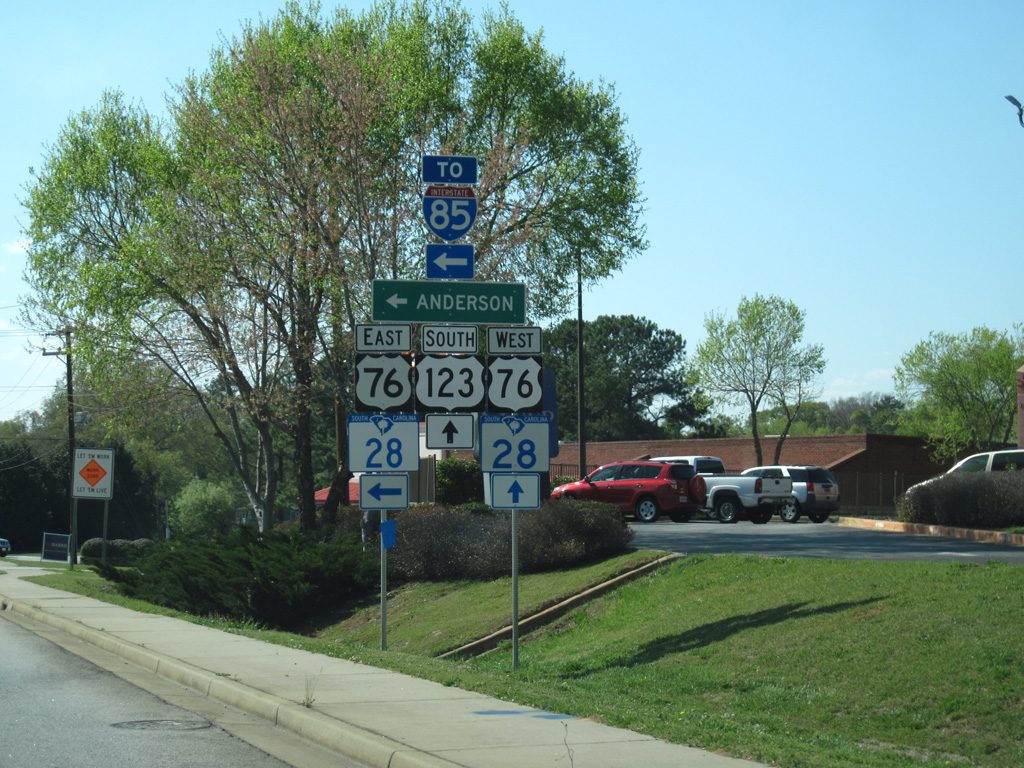 TO
INTERSTATE
85
ANDERSON
EAST SOUTH WEST
76 123 76
SOUTH CAROLINA
28
SOUTH CAROLINA
28
LET 'EM WORK
LET 'EM LIVE